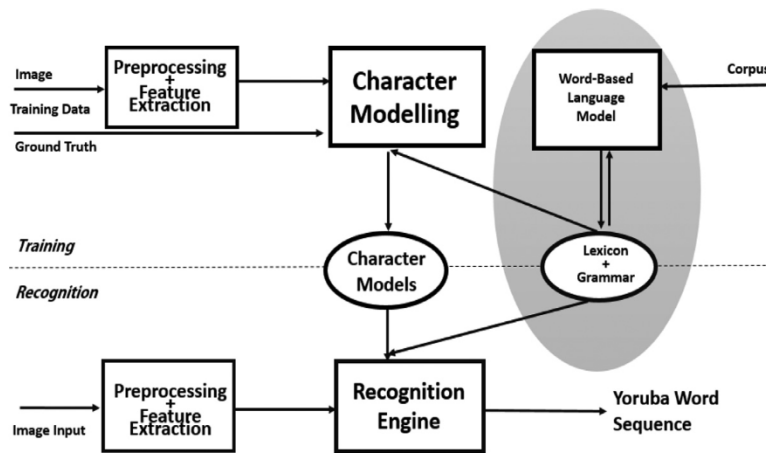 Image
Training Data
Ground Truth
Preprocessing
+
Feature
Extraction
Character
Modelling
Word-Based
Language
Model
Corpus
Training
Recognition
Character
Models
Lexicon
+
Grammar
Image Input
Preprocessing
+
Feature
Extraction
Recognition
Engine
Yoruba Word
Sequence